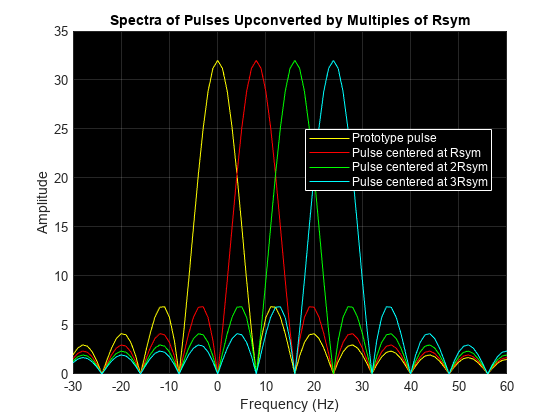 Spectra of Pulses Upconverted by Multiples of Rsym
Amplitude
35
30
25
20
15
10
5
0
Prototype pulse
Pulse centered at Rsym
Pulse centered at 2Rsym
Pulse centered at 3Rsym
-30 -20 -10 0 10 20 30 40 50 60
Frequency (Hz)